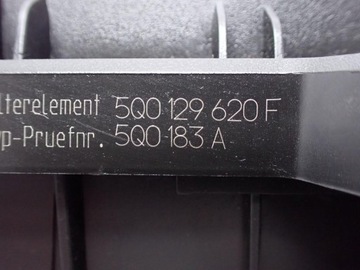 lterelement 5Q0 129 620 F
p-Pruefnr. 5Q0 183 A